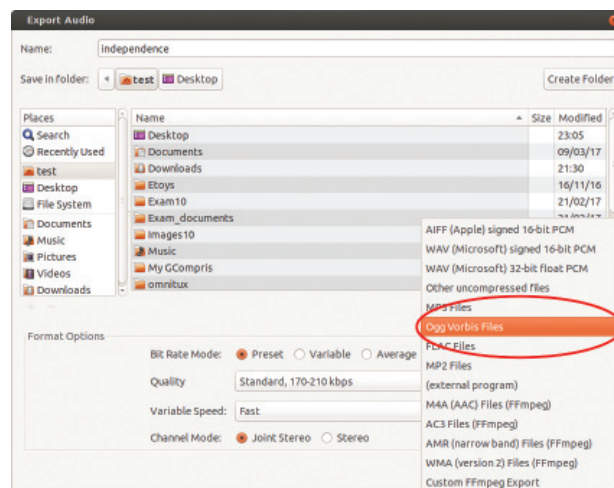 Export Audio
Name: independence
Save in folder: test Desktop Create Folder
Places Name Size Modified
Search Desktop 23:05
Recently Used Documents 09/03/17
test Downloads 21:30
Desktop Etoys 16/11/16
File System Exam10 21/02/17
Documents Exam_documents
Music Images10
Pictures Music
Videos My GCompris
Downloads omnitux
AIFF (Apple) signed 16-bit PCM
WAV (Microsoft) signed 16-bit PCM
WAV (Microsoft) 32-bit float PCM
Other uncompressed files
MP3 Files
Ogg Vorbis Files
FLAC Files
MP2 Files
(external program)
M4A (AAC) Files (FFmpeg)
AC3 Files (FFmpeg)
AMR (narrow band) Files (FFmpeg)
WMA (version 2) Files (FFmpeg)
Custom FFmpeg Export
Format Options
Bit Rate Mode: Preset Variable Average
Quality Standard, 170-210 kbps
Variable Speed: Fast
Channel Mode: Joint Stereo Stereo